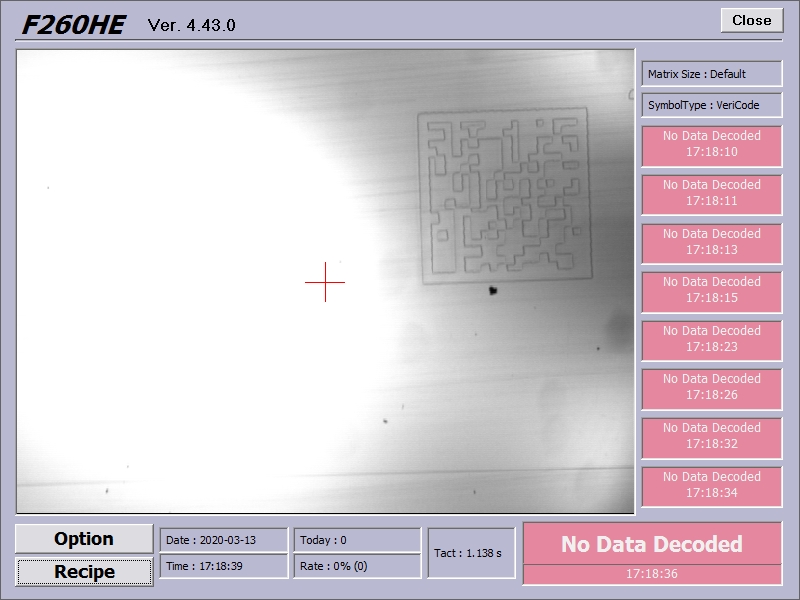 F260HE Ver. 4.43.0
Close
Matrix Size : Default
SymbolType : VeriCode
No Data Decoded
17:18:10
No Data Decoded
17:18:11
No Data Decoded
17:18:13
No Data Decoded
17:18:15
No Data Decoded
17:18:23
No Data Decoded
17:18:26
No Data Decoded
17:18:32
No Data Decoded
17:18:34
Option
Recipe
Date : 2020-03-13
Time : 17:18:39
Today : 0
Rate : 0% (0)
Tact : 1.138 s
No Data Decoded
17:18:36